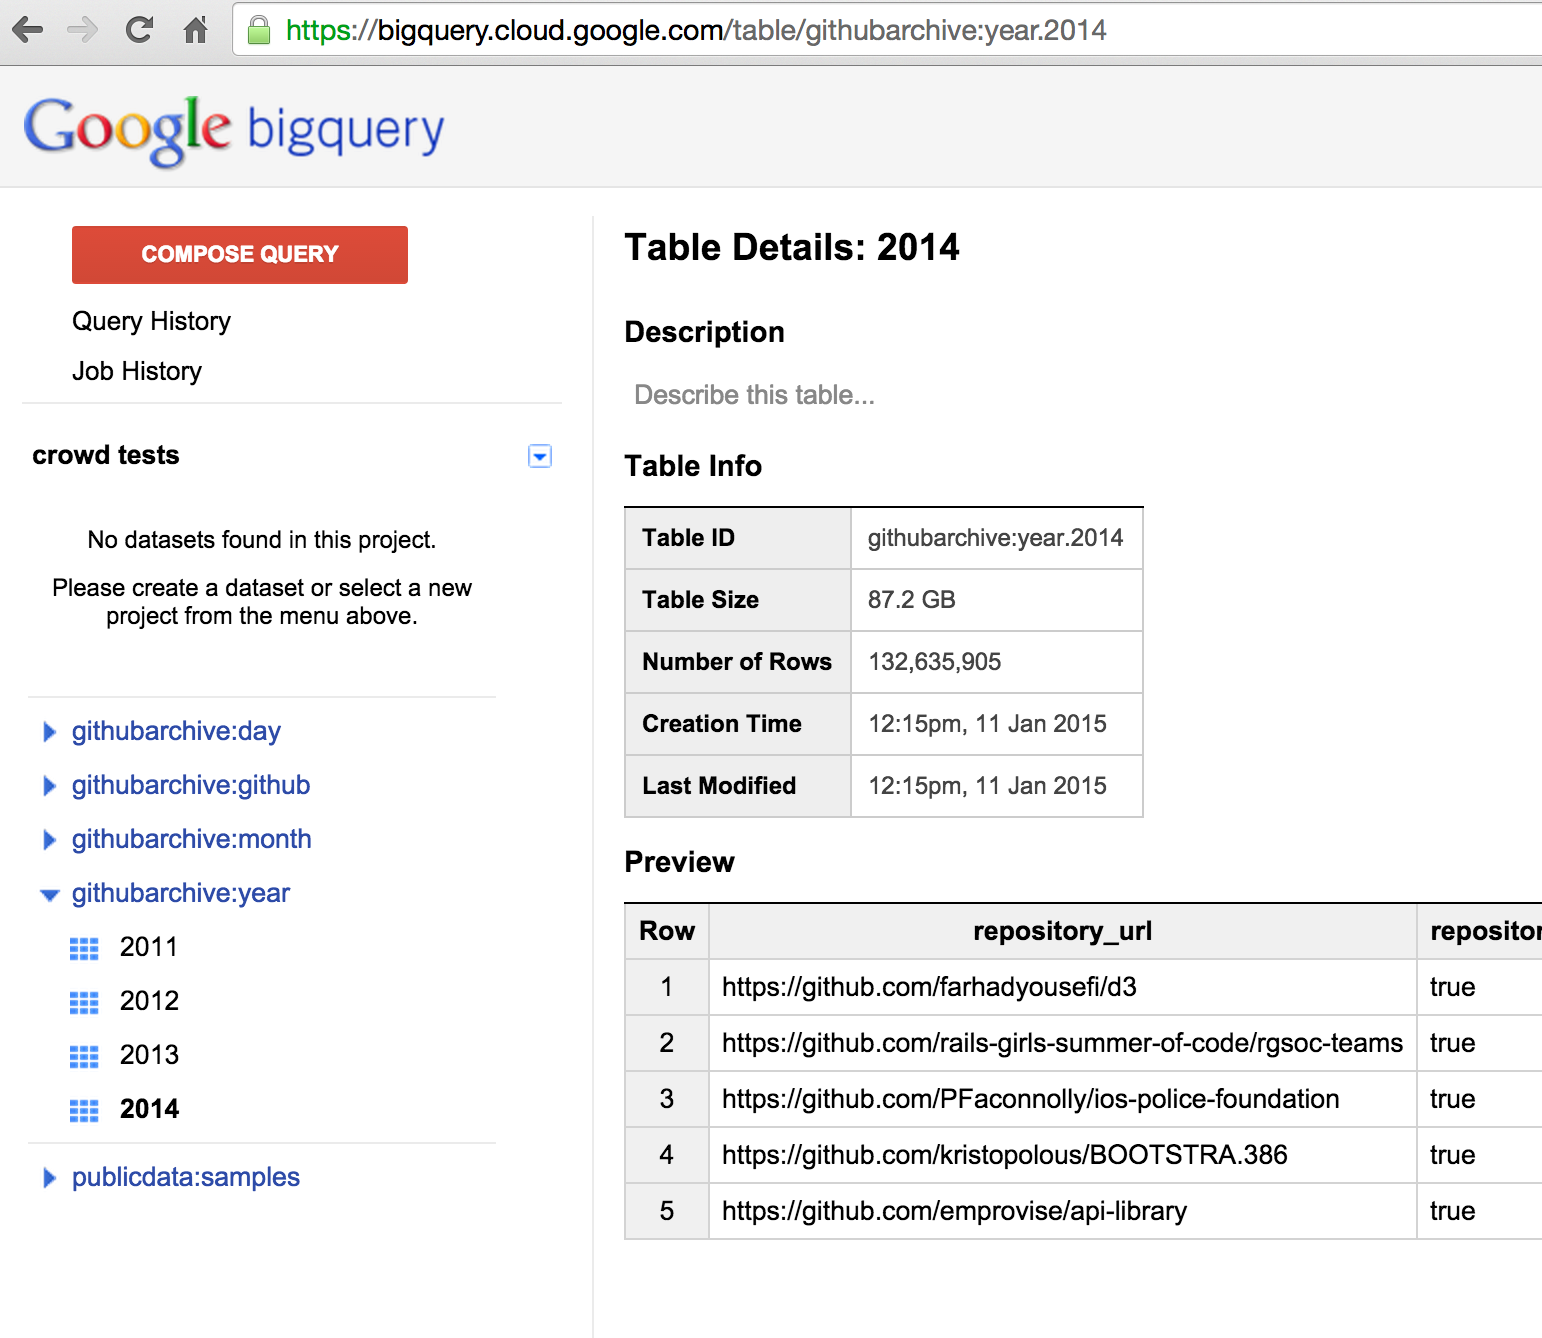 https://bigquery.cloud.google.com/table/githubarchive:year.2014
Google bigquery
COMPOSE QUERY
Query History
Job History
crowd tests
No datasets found in this project.
Please create a dataset or select a new
project from the menu above.
githubarchive:day
githubarchive:github
githubarchive:month
githubarchive:year
2011
2012
2013
2014
publicdata:samples
Table Details: 2014
Description
Describe this table...
Table Info
Table ID githubarchive:year.2014
Table Size 87.2 GB
Number of Rows 132,635,905
Creation Time 12:15pm, 11 Jan 2015
Last Modified 12:15pm, 11 Jan 2015
Preview
Row repository_url
1 https://github.com/farhadyousefi/d3 true
2 https://github.com/rails-girls-summer-of-code/rgsoc-teams true
3 https://github.com/PFaconnolly/ios-police-foundation true
4 https://github.com/kristopolous/BOOTSTRA.386 true
5 https://github.com/emprovise/api-library true